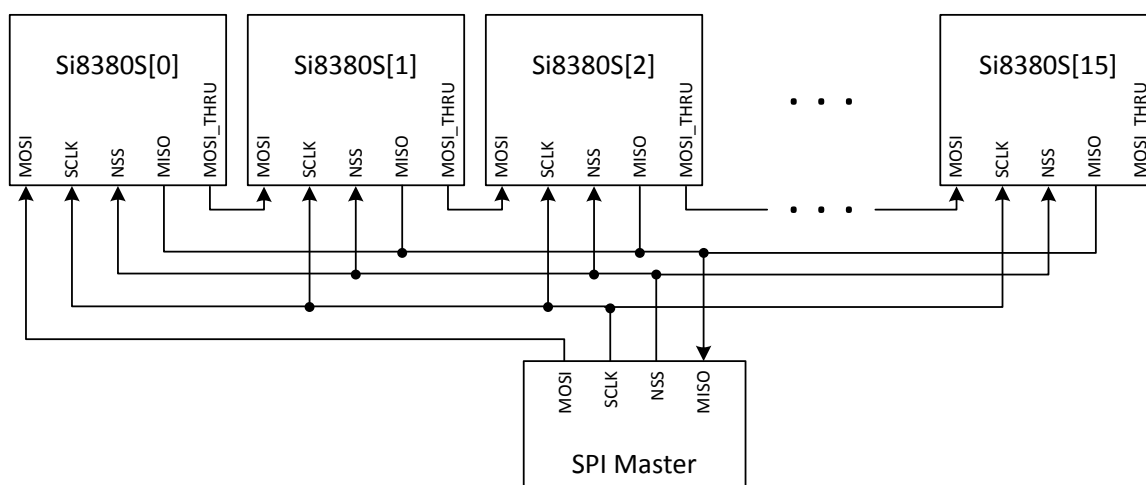 Si8380S[0]
MOSI
SCLK
NSS
MISO
MOSI_THRU
Si8380S[1]
MOSI
SCLK
NSS
MISO
MOSI_THRU
Si8380S[2]
MOSI
SCLK
NSS
MISO
MOSI_THRU
. . .
. . .
Si8380S[15]
MOSI
SCLK
NSS
MISO
MOSI_THRU
MOSI
SCLK
NSS
MISO
SPI Master